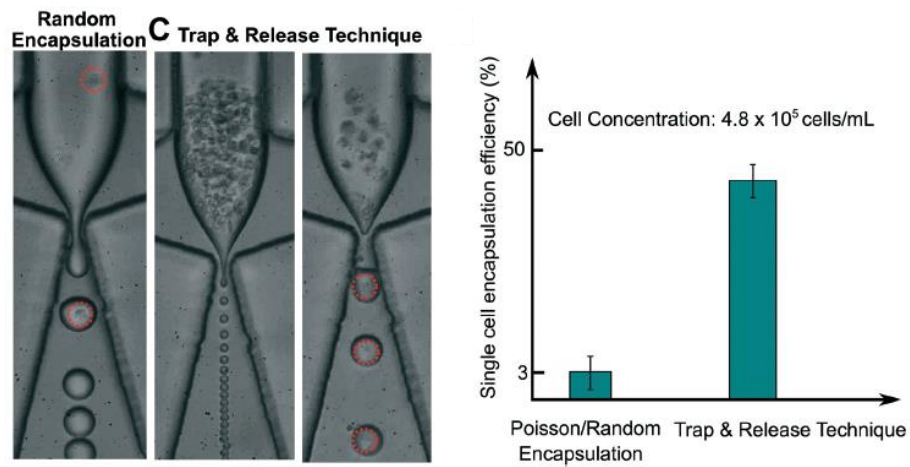 Random
Encapsulation
C Trap & Release Technique
Single cell encapsulation efficiency (%)
Cell Concentration: 4.8 x 10⁵ cells/mL
50
3
Poisson/Random
Encapsulation
Trap & Release Technique